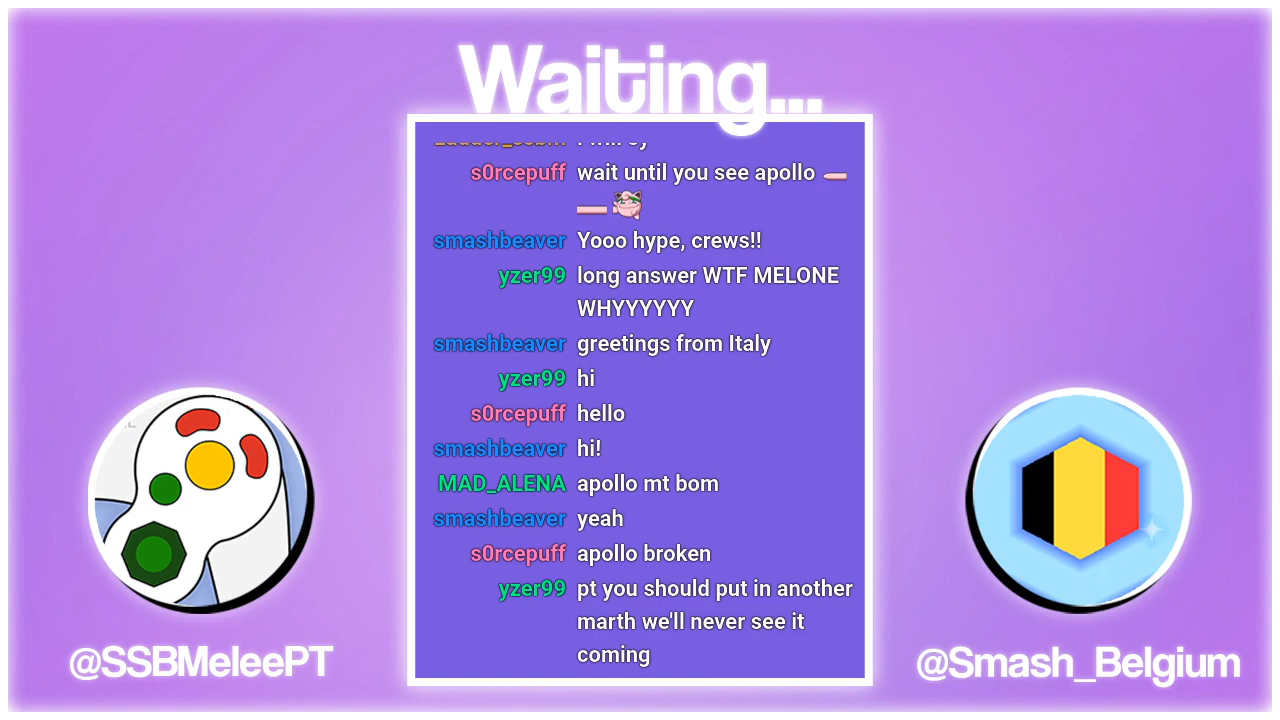 Waiting...
s0rcepuff wait until you see apollo
smashbeaver Yooo hype, crews!!
yzer99 long answer WTF MELONE
WHYYYYYY
smashbeaver greetings from Italy
yzer99 hi
s0rcepuff hello
smashbeaver hi!
MAD_ALENA apollo mt bom
smashbeaver yeah
s0rcepuff apollo broken
yzer99 pt you should put in another
marth we'll never see it
coming
@SSBMeleePT
@Smash_Belgium